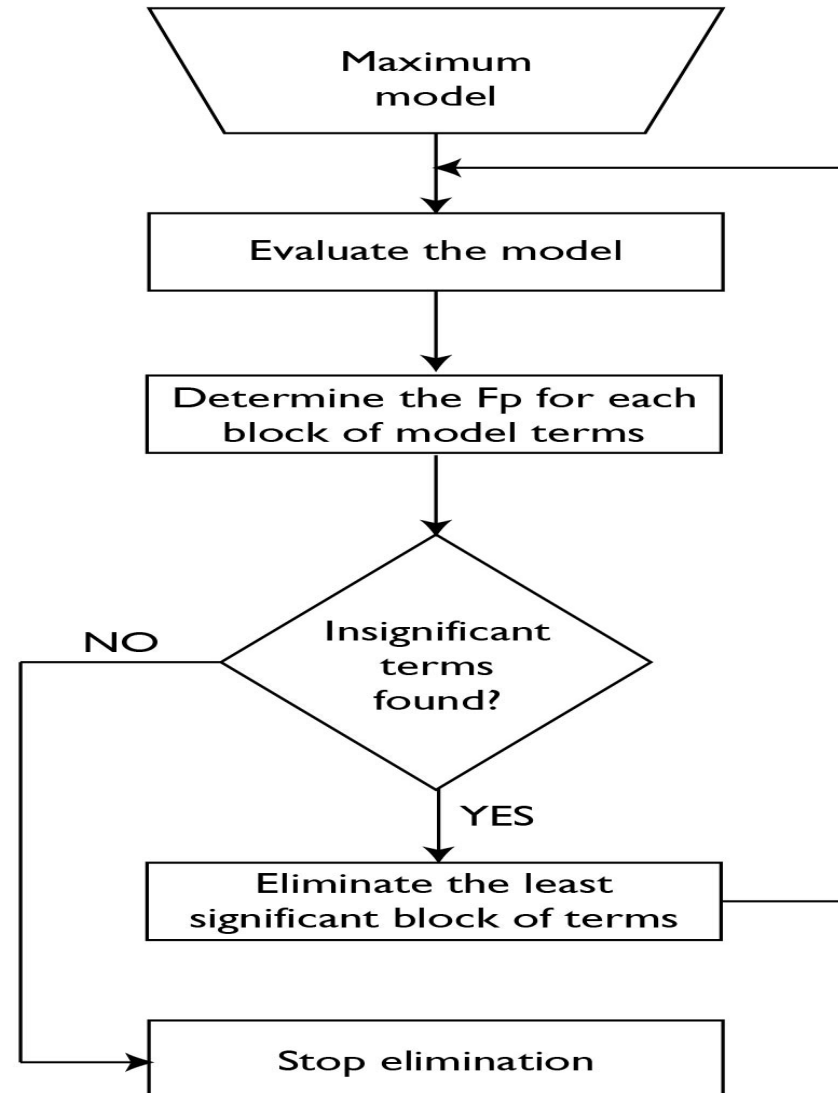 Maximum
model
Evaluate the model
Determine the Fp for each
block of model terms
Insignificant
terms
found?
NO
YES
Eliminate the least
significant block of terms
Stop elimination